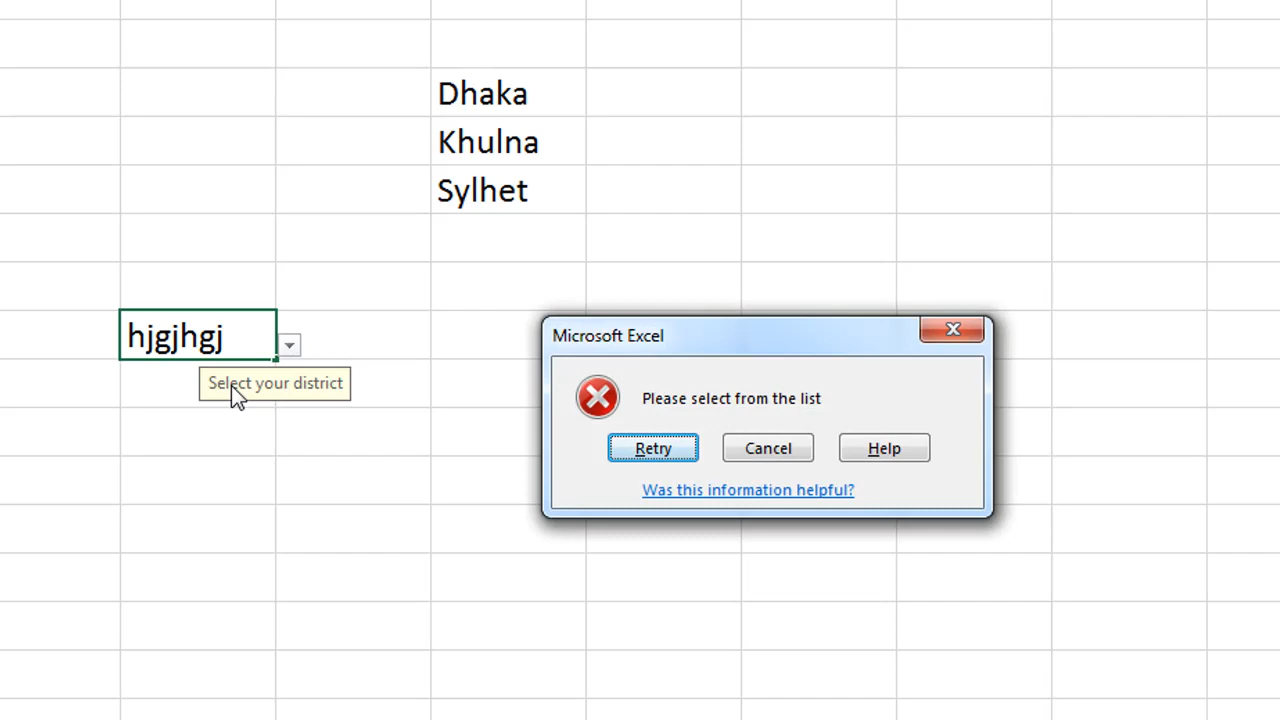 Dhaka
Khulna
Sylhet
hjgjhgj
Select your district
Microsoft Excel
Please select from the list
Retry
Cancel
Help
Was this information helpful?